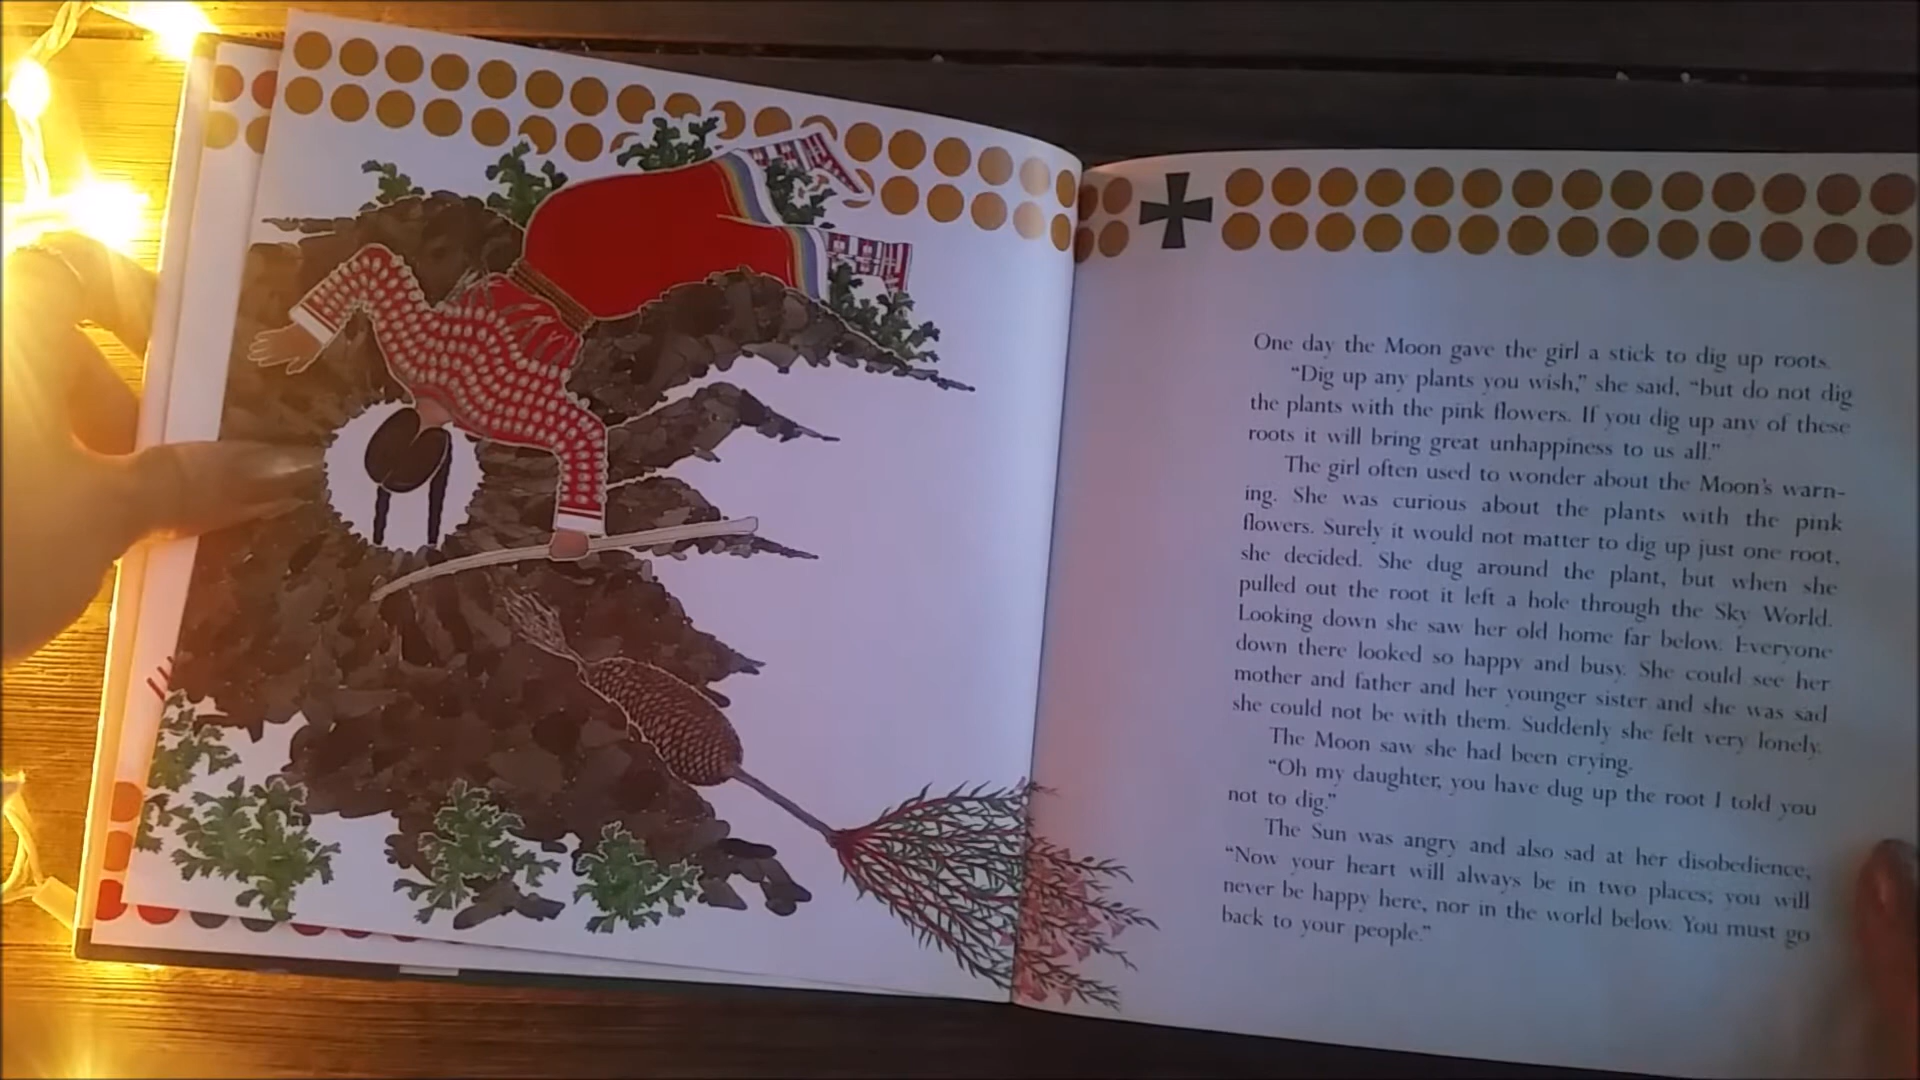 One day the Moon gave the girl a stick to dig up roots.
“Dig up any plants you wish,” she said, “but do not dig
the plants with the pink flowers. If you dig up any of these
roots it will bring great unhappiness to us all.”
The girl often used to wonder about the Moon’s warn-
ing. She was curious about the plants with the pink
flowers. Surely it would not matter to dig up just one root,
she decided. She dug around the plant, but when she
pulled out the root it left a hole through the Sky World.
Looking down she saw her old home far below. Everyone
down there looked so happy and busy. She could see her
mother and father and her younger sister and she was sad
she could not be with them. Suddenly she felt very lonely.
The Moon saw she had been crying.
“Oh my daughter, you have dug up the root I told you
not to dig.”
The Sun was angry and also sad at her disobedience,
“Now your heart will always be in two places; you will
never be happy here, nor in the world below. You must go
back to your people.”